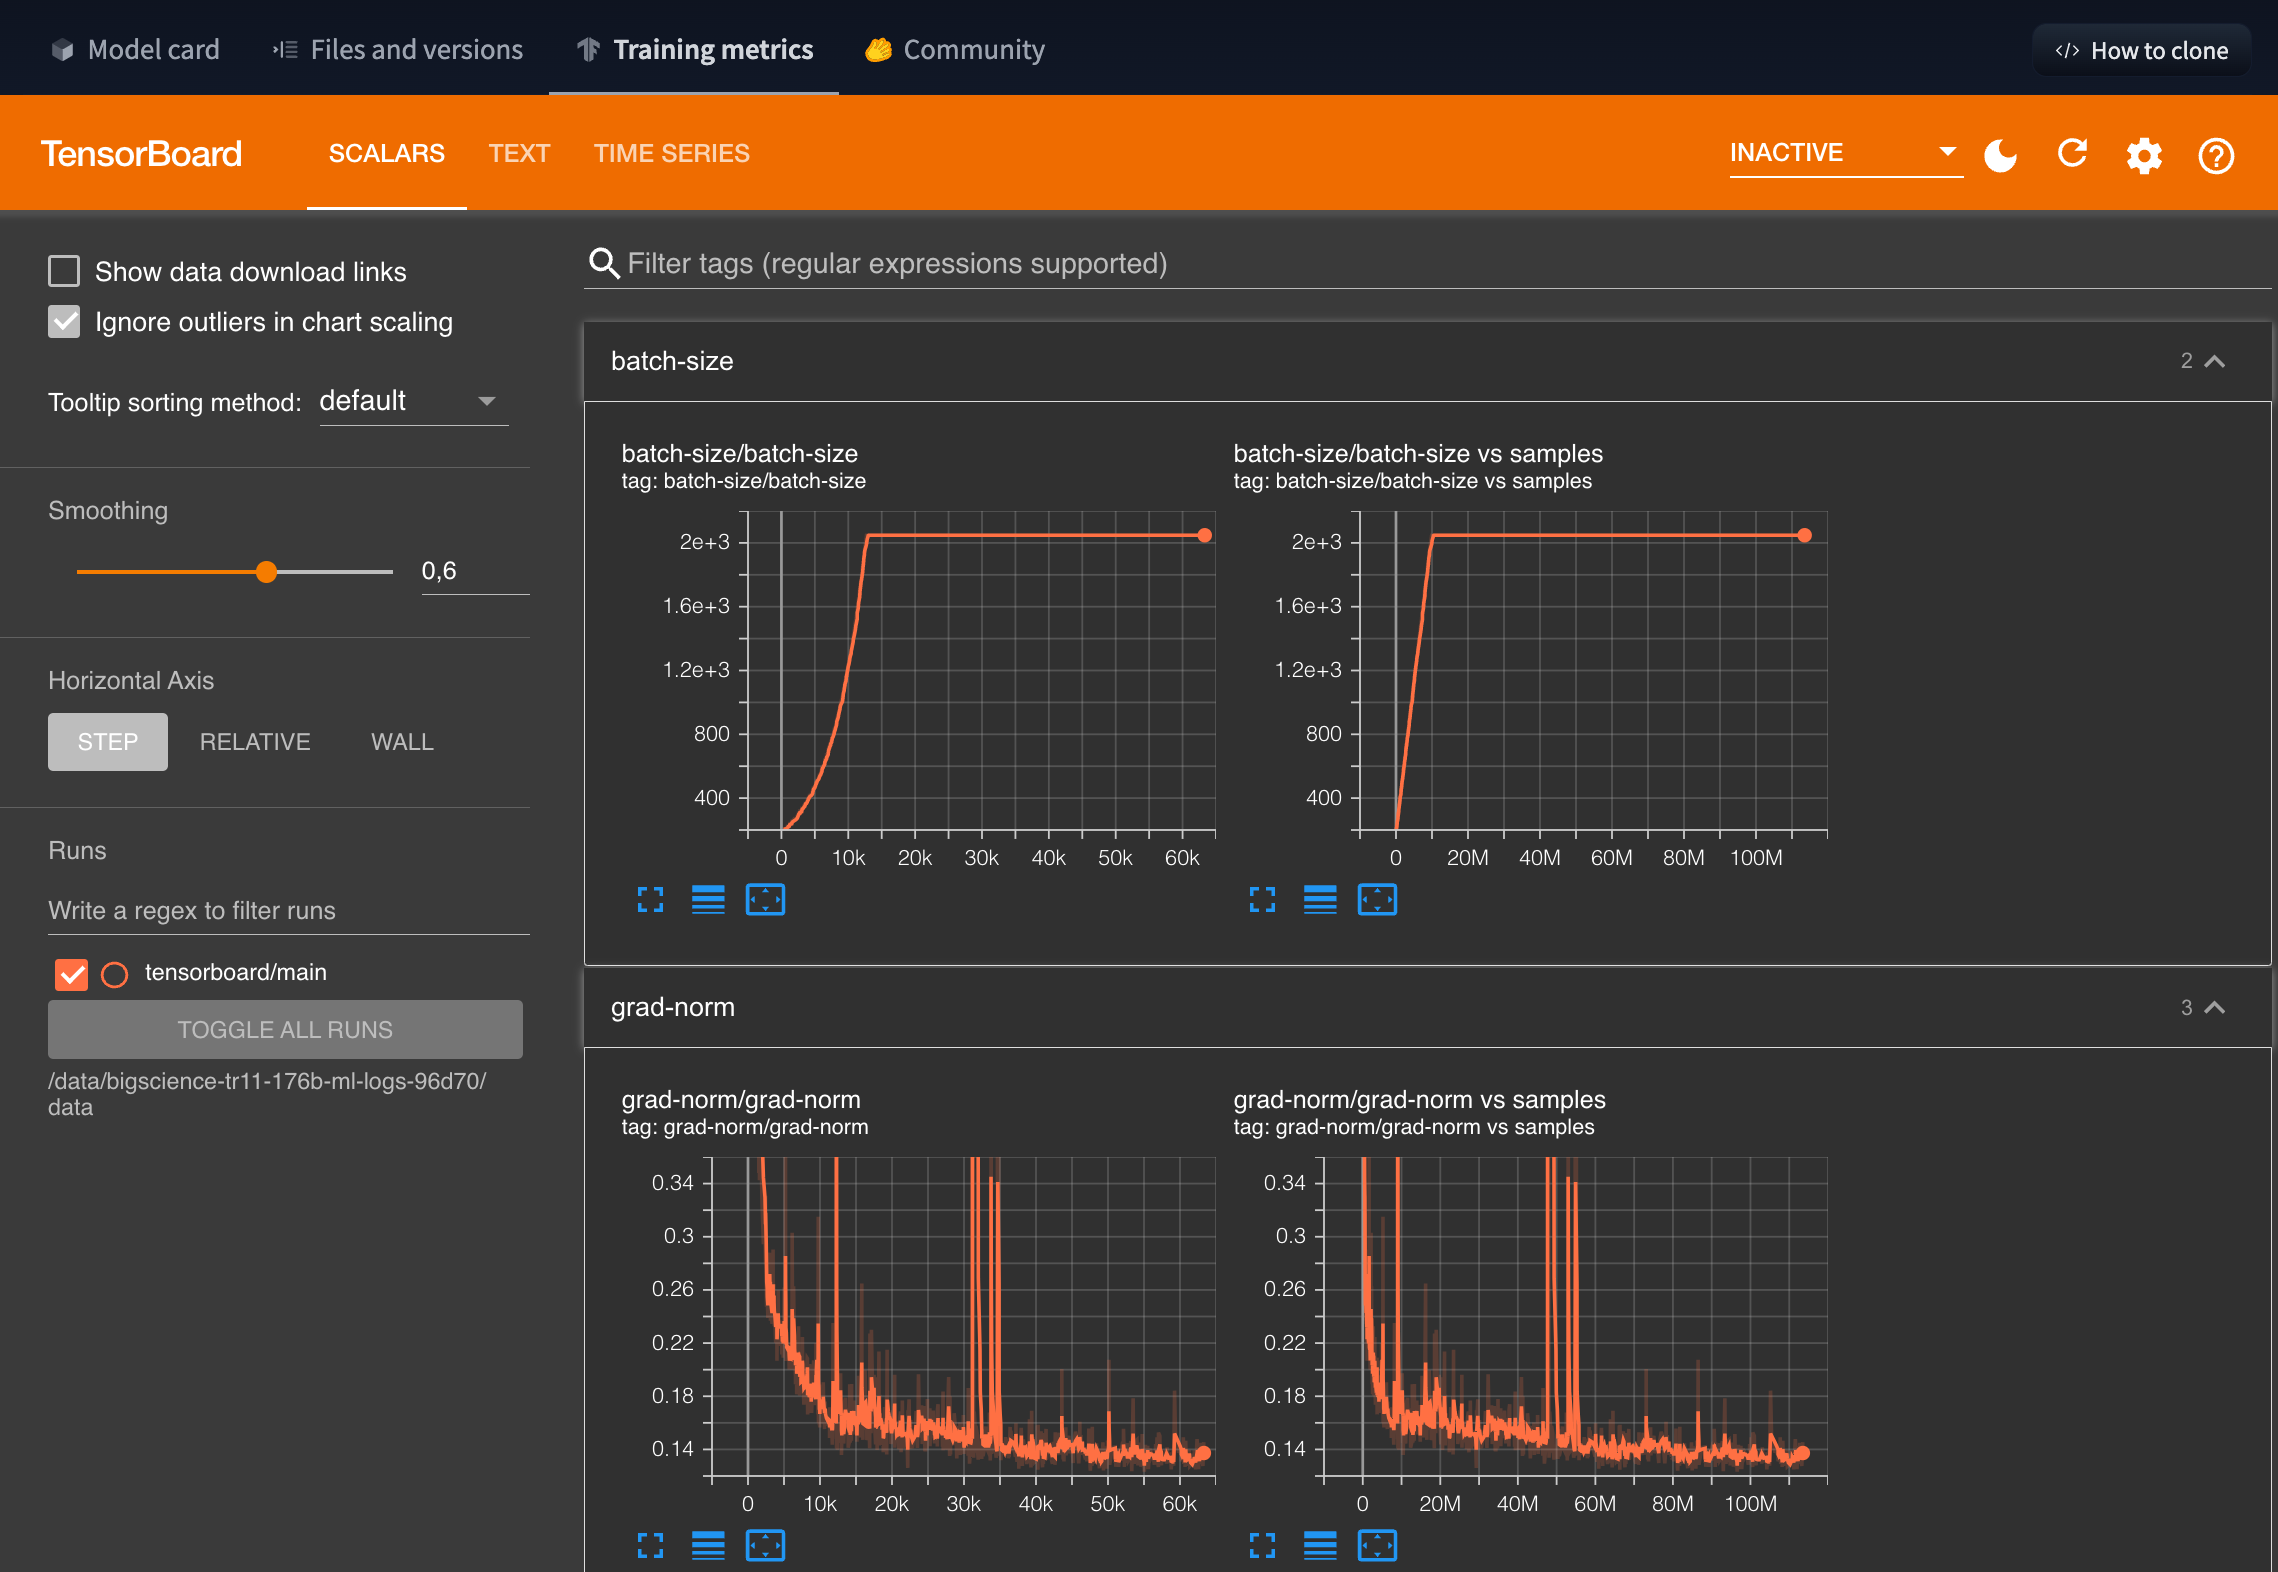 Model card
Files and versions
Training metrics
Community
How to clone
TensorBoard
SCALARS
TEXT
TIME SERIES
INACTIVE
Show data download links
Ignore outliers in chart scaling
Tooltip sorting method: default
Smoothing
0,6
Horizontal Axis
STEP
RELATIVE
WALL
Runs
Write a regex to filter runs
tensorboard/main
TOGGLE ALL RUNS
/data/bigscience-tr11-176b-ml-logs-96d70/
data
Filter tags (regular expressions supported)
batch-size
2
batch-size/batch-size
tag: batch-size/batch-size
2e+3
1.6e+3
1.2e+3
800
400
0 10k 20k 30k 40k 50k 60k
batch-size/batch-size vs samples
tag: batch-size/batch-size vs samples
2e+3
1.6e+3
1.2e+3
800
400
0 20M 40M 60M 80M 100M
grad-norm
3
grad-norm/grad-norm
tag: grad-norm/grad-norm
0.34
0.3
0.26
0.22
0.18
0.14
0 10k 20k 30k 40k 50k 60k
grad-norm/grad-norm vs samples
tag: grad-norm/grad-norm vs samples
0.34
0.3
0.26
0.22
0.18
0.14
0 20M 40M 60M 80M 100M